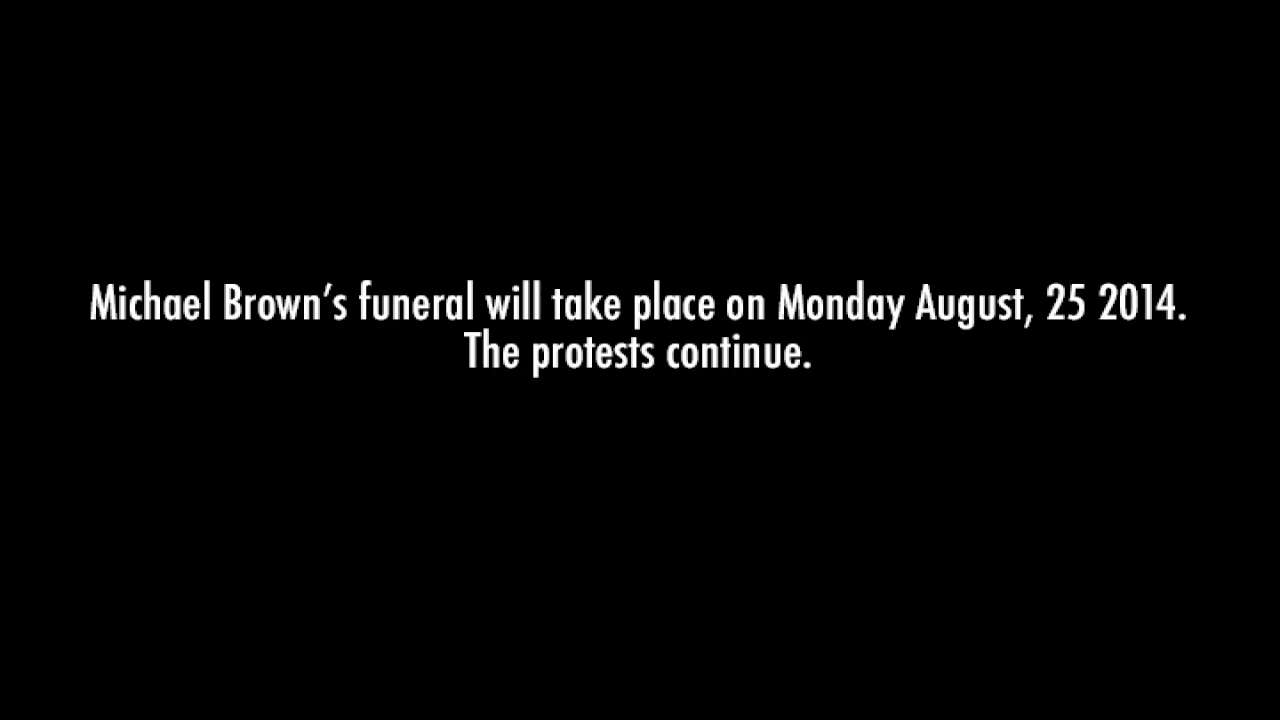 Michael Brown’s funeral will take place on Monday August, 25 2014.
The protests continue.